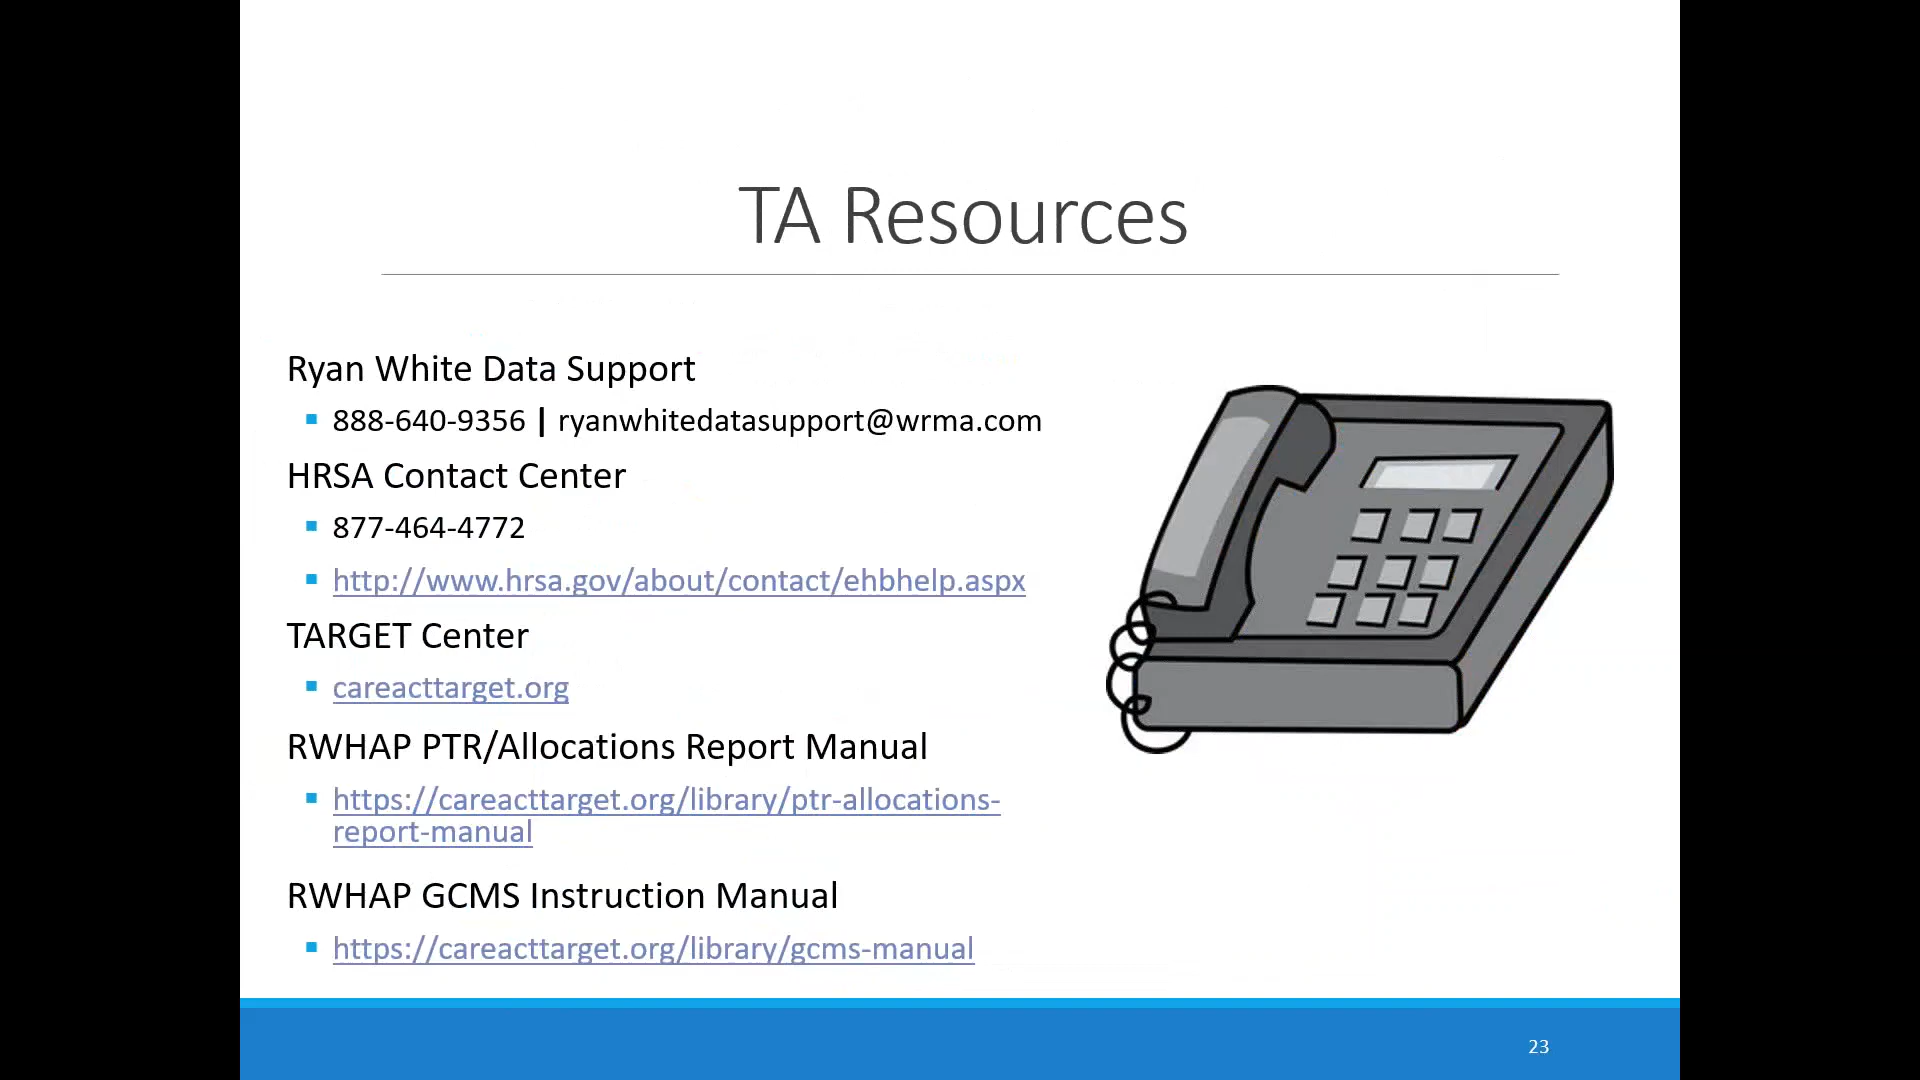 TA Resources
Ryan White Data Support
888-640-9356 | ryanwhitedatasupport@wrma.com
HRSA Contact Center
877-464-4772
http://www.hrsa.gov/about/contact/ehbhelp.aspx
TARGET Center
careacttarget.org
RWHAP PTR/Allocations Report Manual
https://careacttarget.org/library/ptr-allocations-
report-manual
RWHAP GCMS Instruction Manual
https://careacttarget.org/library/gcms-manual
23